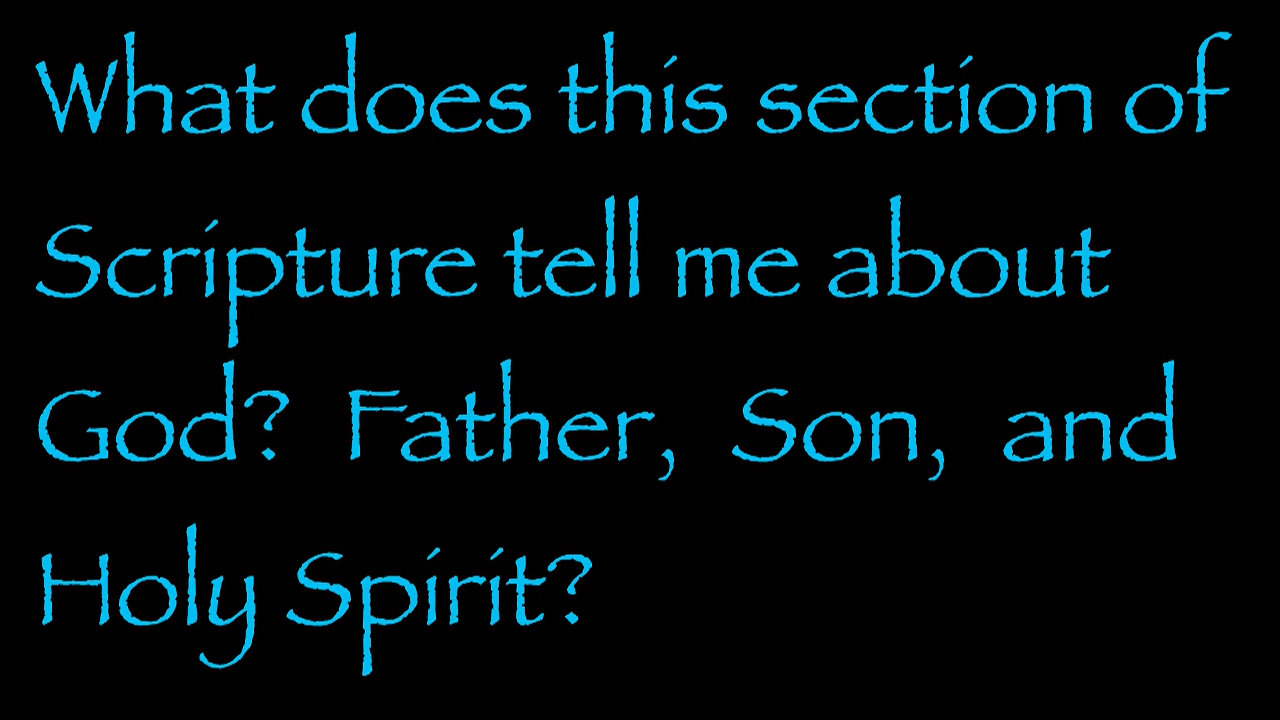 What does this section of
Scripture tell me about
God?  Father,  Son,  and
Holy Spirit?